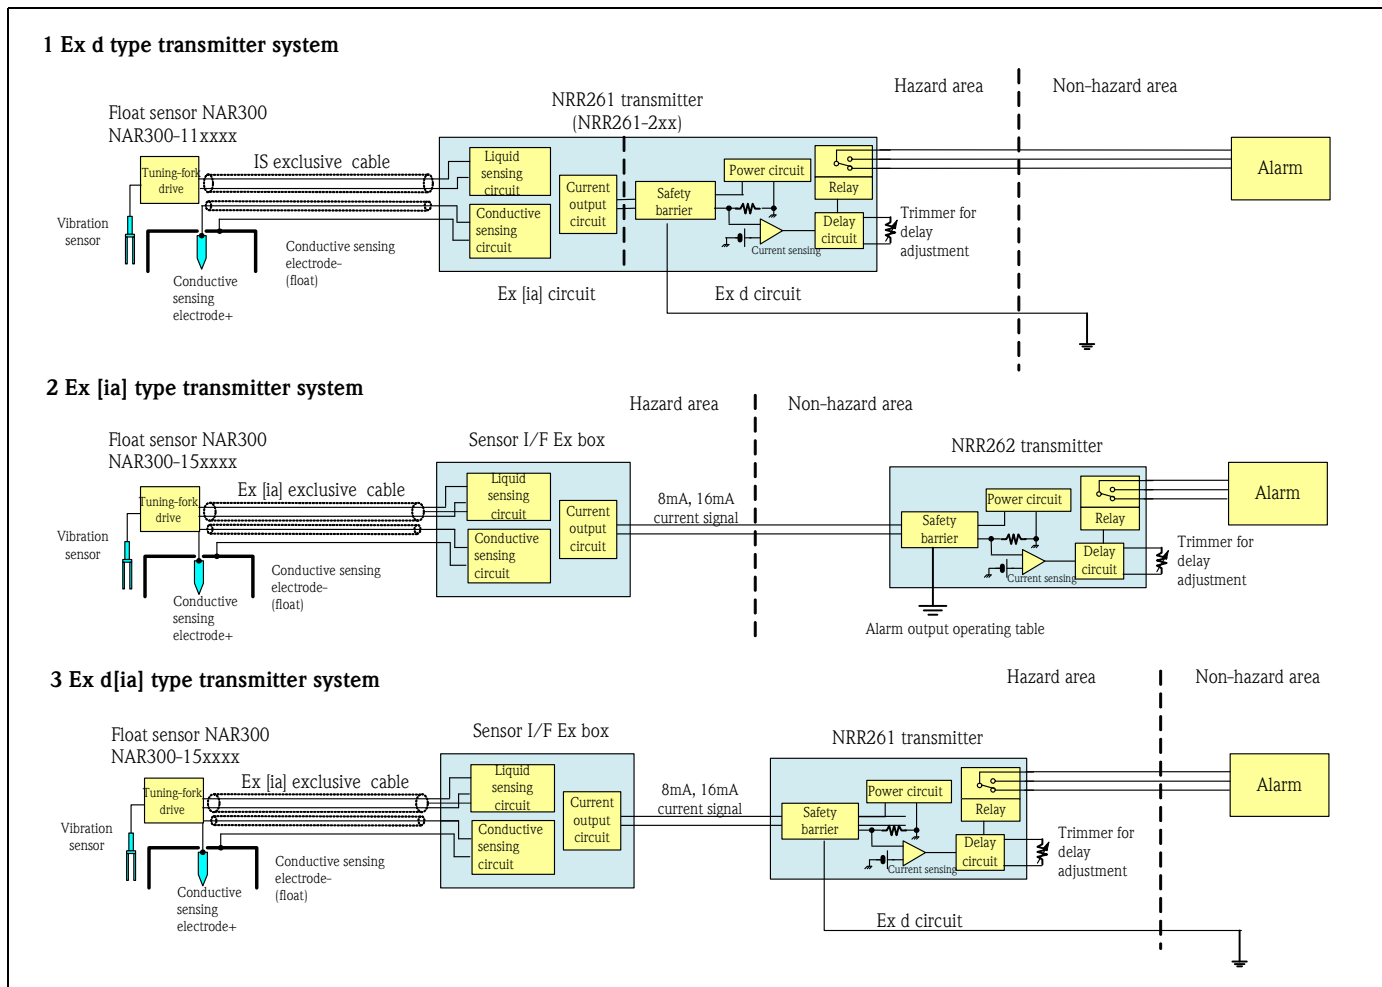 1 Ex d type transmitter system
Hazard area
Non-hazard area
Float sensor NAR300
NAR300-11xxxx
NRR261 transmitter
(NRR261-2xx)
IS exclusive cable
Tuning-fork
drive
Vibration
sensor
Conductive
sensing
electrode+
Conductive sensing
electrode-
(float)
Liquid
sensing
circuit
Conductive
sensing
circuit
Current
output
circuit
Safety
barrier
Power circuit
Current sensing
Relay
Delay
circuit
Trimmer for
delay
adjustment
Alarm
Ex [ia] circuit
Ex d circuit
2 Ex [ia] type transmitter system
Hazard area
Non-hazard area
Float sensor NAR300
NAR300-15xxxx
Sensor I/F Ex box
NRR262 transmitter
Ex [ia] exclusive cable
Tuning-fork
drive
Vibration
sensor
Conductive
sensing
electrode+
Conductive sensing
electrode-
(float)
Liquid
sensing
circuit
Conductive
sensing
circuit
Current
output
circuit
8mA, 16mA
current signal
Safety
barrier
Power circuit
Current sensing
Relay
Delay
circuit
Trimmer for
delay
adjustment
Alarm
Alarm output operating table
3 Ex d[ia] type transmitter system
Hazard area
Non-hazard area
Float sensor NAR300
NAR300-15xxxx
Sensor I/F Ex box
NRR261 transmitter
Ex [ia] exclusive cable
Tuning-fork
drive
Vibration
sensor
Conductive
sensing
electrode+
Conductive sensing
electrode-
(float)
Liquid
sensing
circuit
Conductive
sensing
circuit
Current
output
circuit
8mA, 16mA
current signal
Safety
barrier
Power circuit
Current sensing
Relay
Delay
circuit
Trimmer for
delay
adjustment
Alarm
Ex d circuit